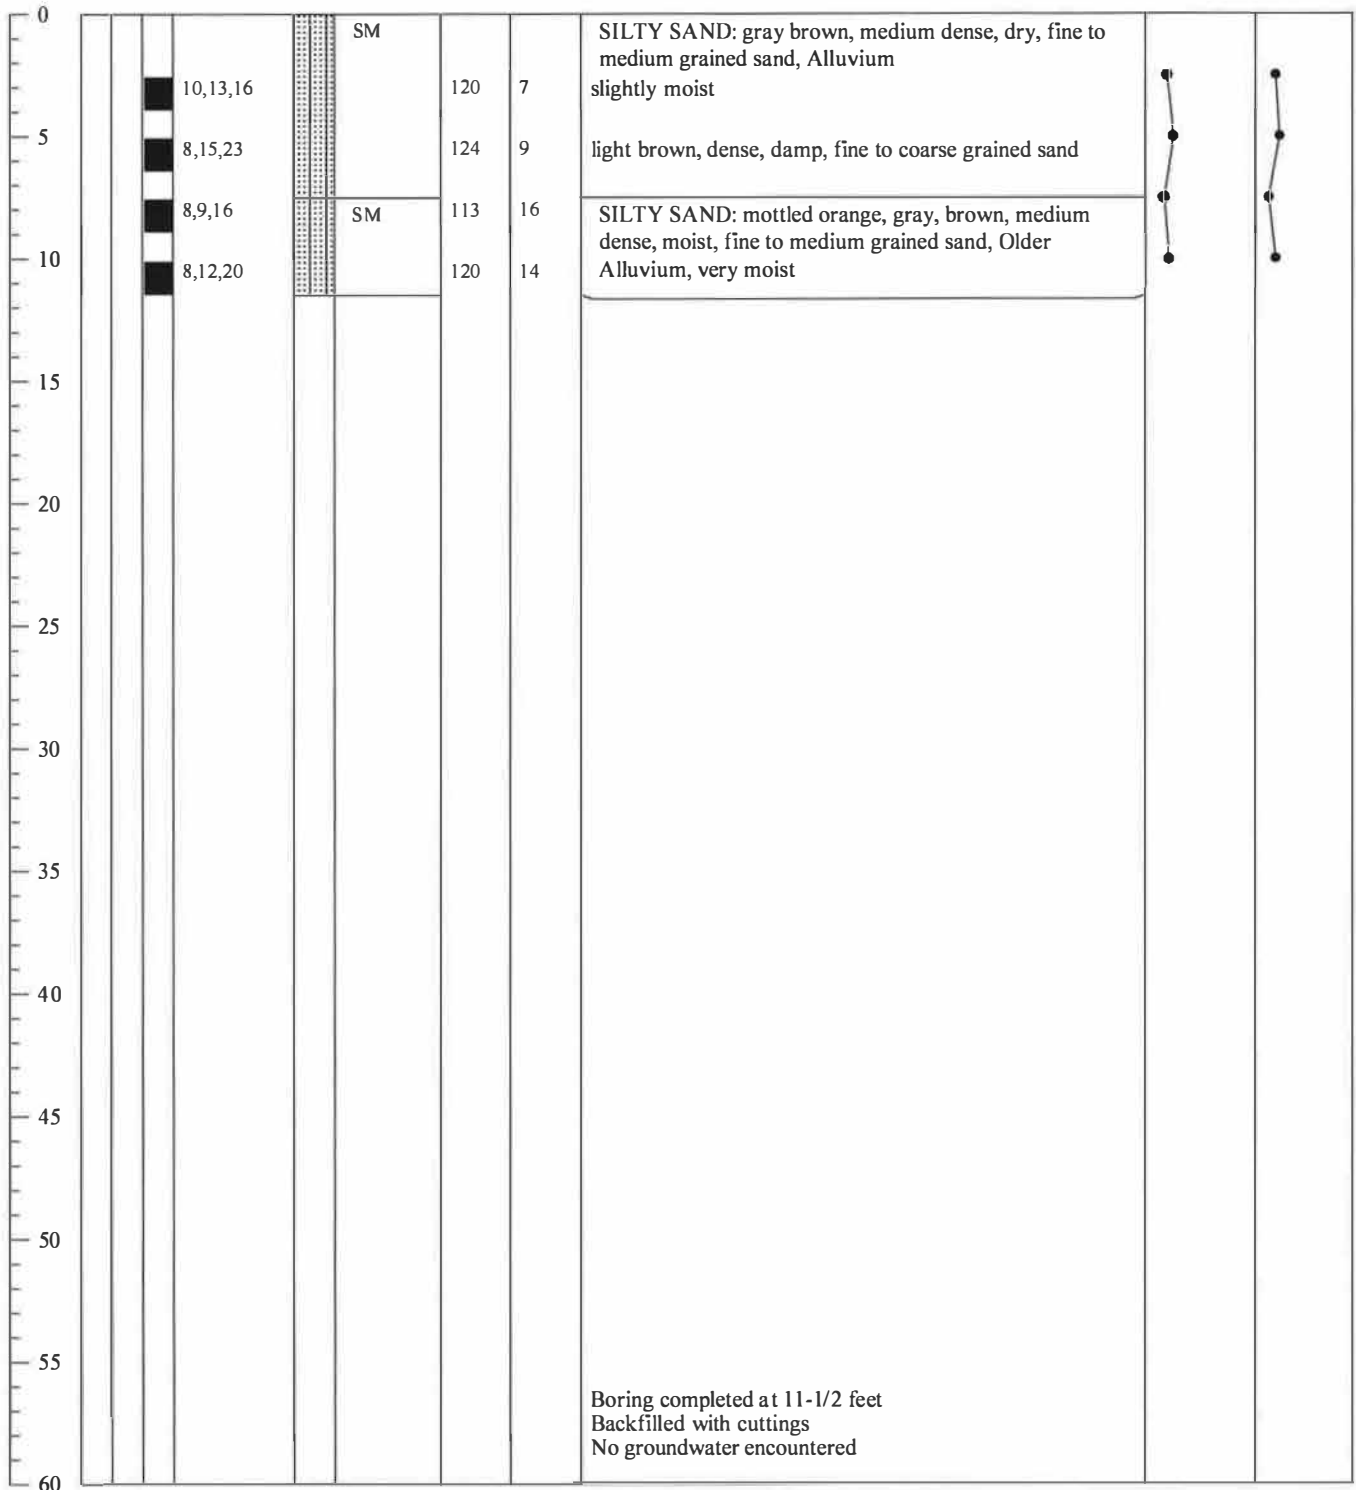 0
SM
SILTY SAND: gray brown, medium dense, dry, fine to
medium grained sand, Alluvium
10,13,16
120
7
slightly moist
5
8,15,23
124
9
light brown, dense, damp, fine to coarse grained sand
8,9,16
SM
113
16
SILTY SAND: mottled orange, gray, brown, medium
dense, moist, fine to medium grained sand, Older
10
8,12,20
120
14
Alluvium, very moist
15
20
25
30
35
40
45
50
55
Boring completed at 11-1/2 feet
Backfilled with cuttings
No groundwater encountered
60